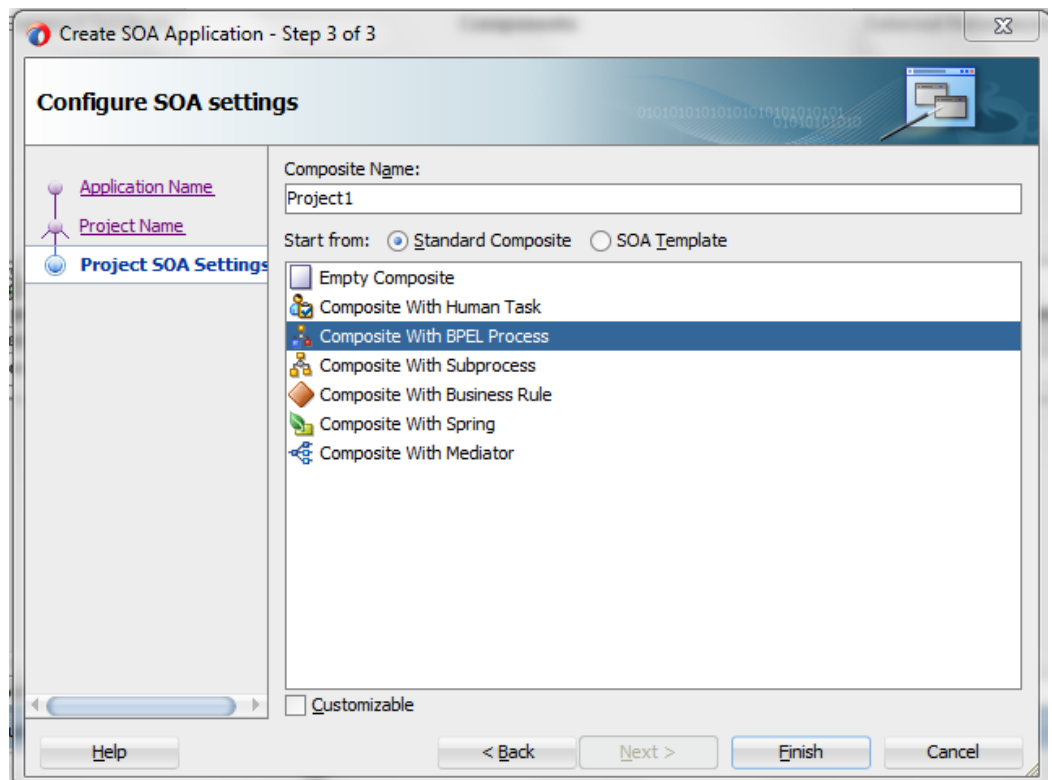 Create SOA Application - Step 3 of 3
Configure SOA settings
Application Name
Project Name
Project SOA Settings
Composite Name:
Project1
Start from: Standard Composite SOA Template
Empty Composite
Composite With Human Task
Composite With BPEL Process
Composite With Subprocess
Composite With Business Rule
Composite With Spring
Composite With Mediator
Customizable
Help < Back Next > Finish Cancel